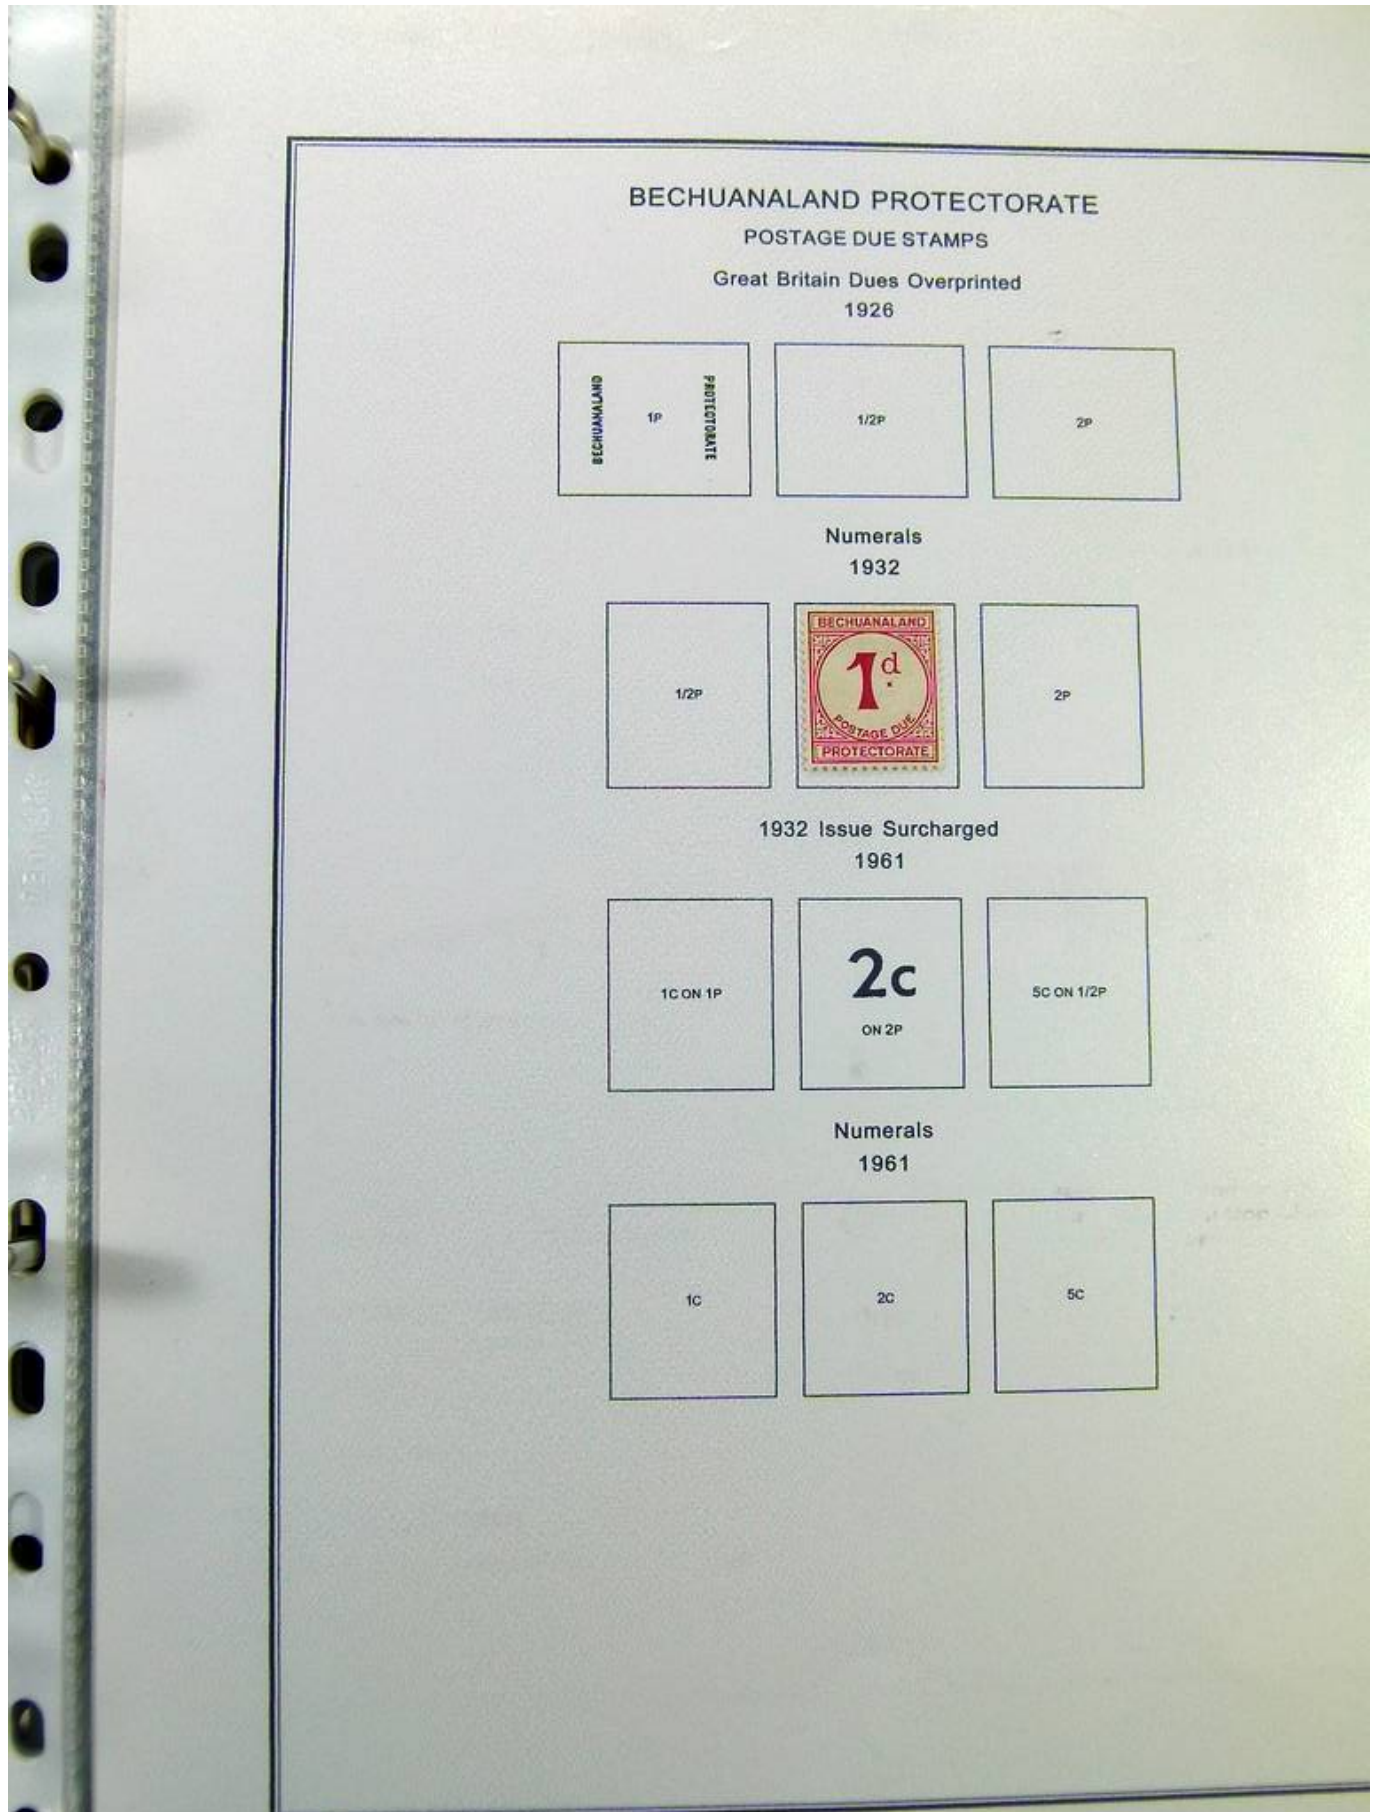 BECHUANALAND PROTECTORATE
POSTAGE DUE STAMPS
Great Britain Dues Overprinted
1926
BECHUANALAND
1P
PROTECTORATE
1/2P
2P
Numerals
1932
1/2P
BECHUANALAND
1d.
POSTAGE DUE
PROTECTORATE
2P
1932 Issue Surcharged
1961
1C ON 1P
2c
ON 2P
5C ON 1/2P
Numerals
1961
1C
2C
5C